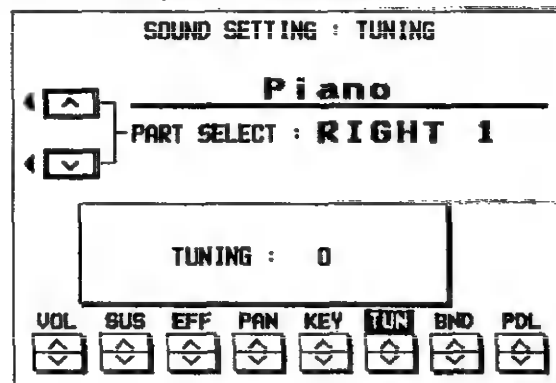 SOUND SETTING : TUNING
Piano
PART SELECT : RIGHT 1
TUNING : 0
VOL SUS EFF PAN KEY TUN BND PDL